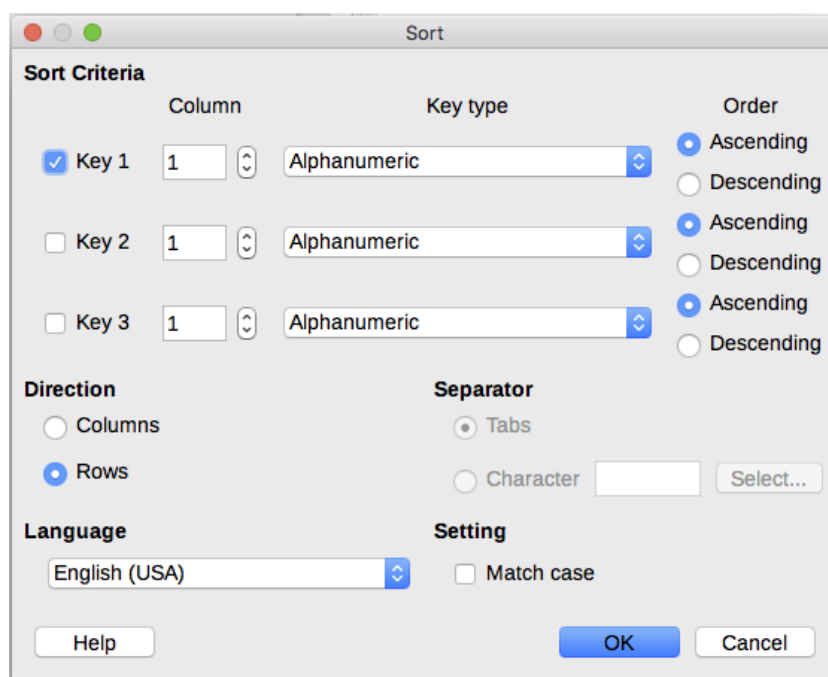 Sort
Sort Criteria
Column Key type Order
Key 1 1 Alphanumeric Ascending
Descending
Key 2 1 Alphanumeric Ascending
Descending
Key 3 1 Alphanumeric Ascending
Descending
Direction Separator
Columns Tabs
Rows Character Select...
Language Setting
English (USA) Match case
Help OK Cancel